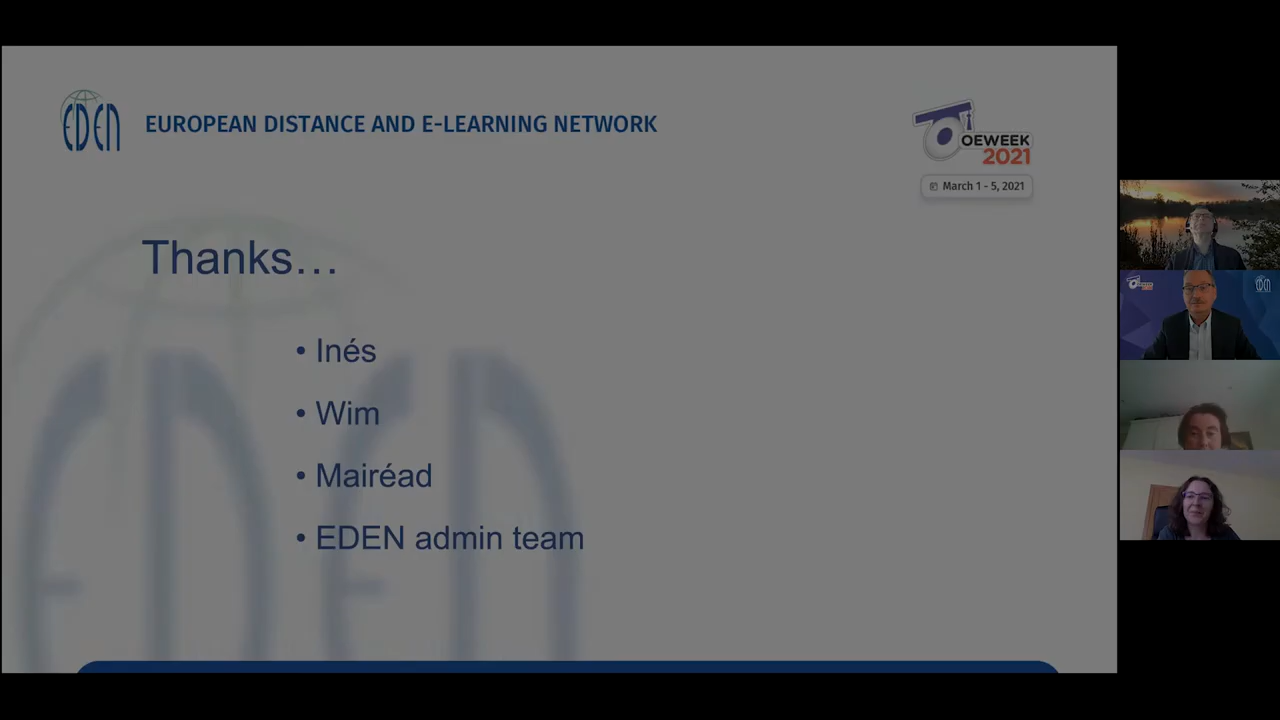 EDEN
EUROPEAN DISTANCE AND E-LEARNING NETWORK
OEWEEK
2021
March 1 - 5, 2021
Thanks…
• Inés
• Wim
• Mairéad
• EDEN admin team